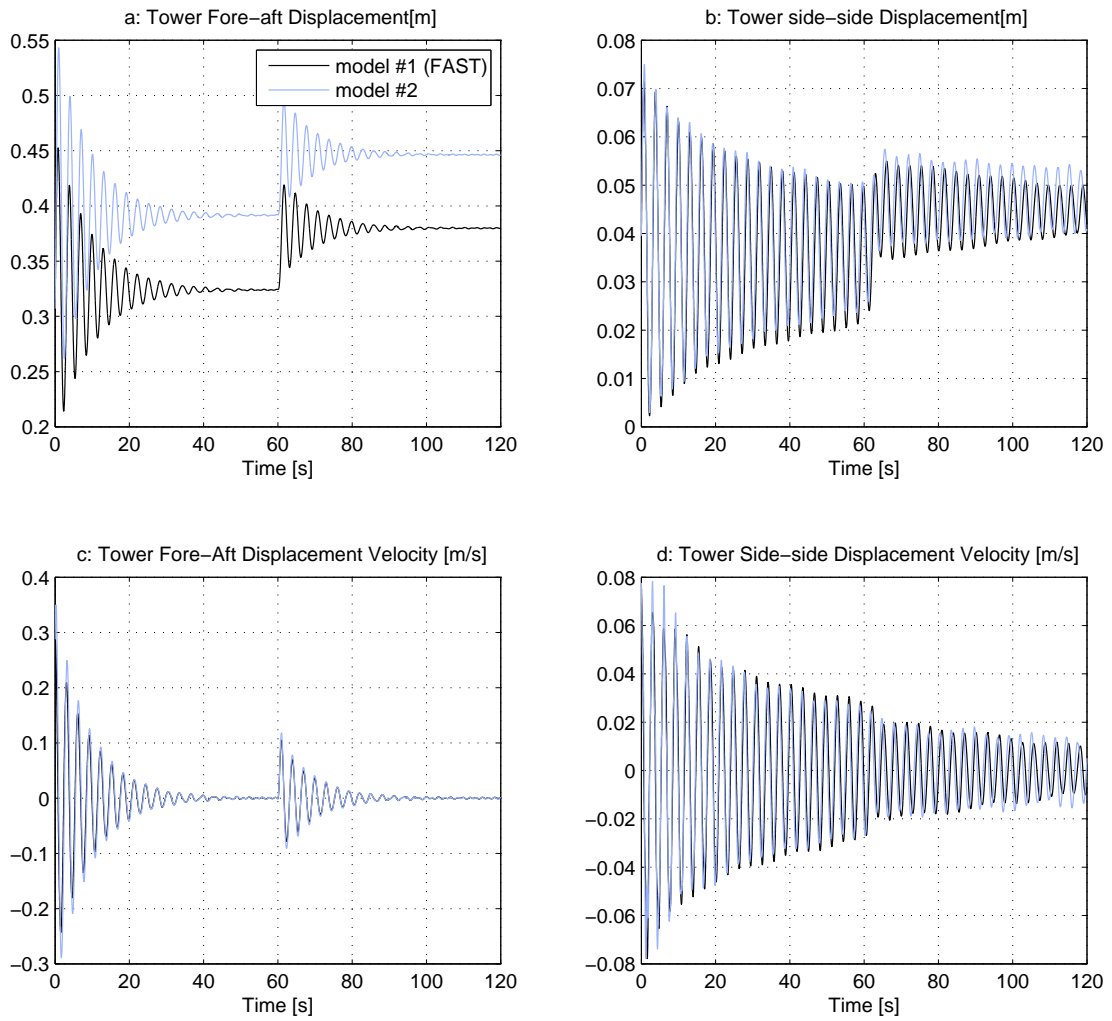 a: Tower Fore−aft Displacement[m]
0.55
0.5
0.45
0.4
0.35
0.3
0.25
0.2
0 20 40 60 80 100 120
Time [s]
model #1 (FAST)
model #2
b: Tower side−side Displacement[m]
0.08
0.07
0.06
0.05
0.04
0.03
0.02
0.01
0
0 20 40 60 80 100 120
Time [s]
c: Tower Fore−Aft Displacement Velocity [m/s]
0.4
0.3
0.2
0.1
0
−0.1
−0.2
−0.3
0 20 40 60 80 100 120
Time [s]
d: Tower Side−side Displacement Velocity [m/s]
0.08
0.06
0.04
0.02
0
−0.02
−0.04
−0.06
−0.08
0 20 40 60 80 100 120
Time [s]